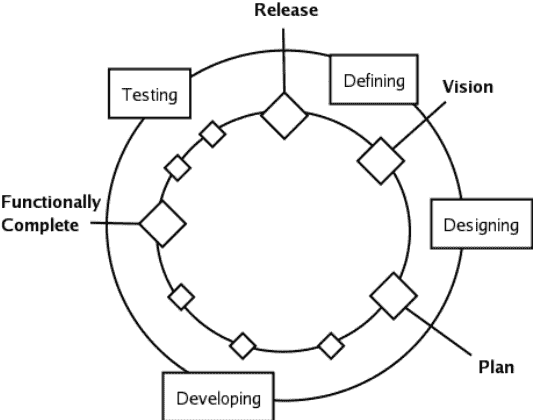 Release
Defining
Vision
Testing
Functionally
Complete
Designing
Plan
Developing